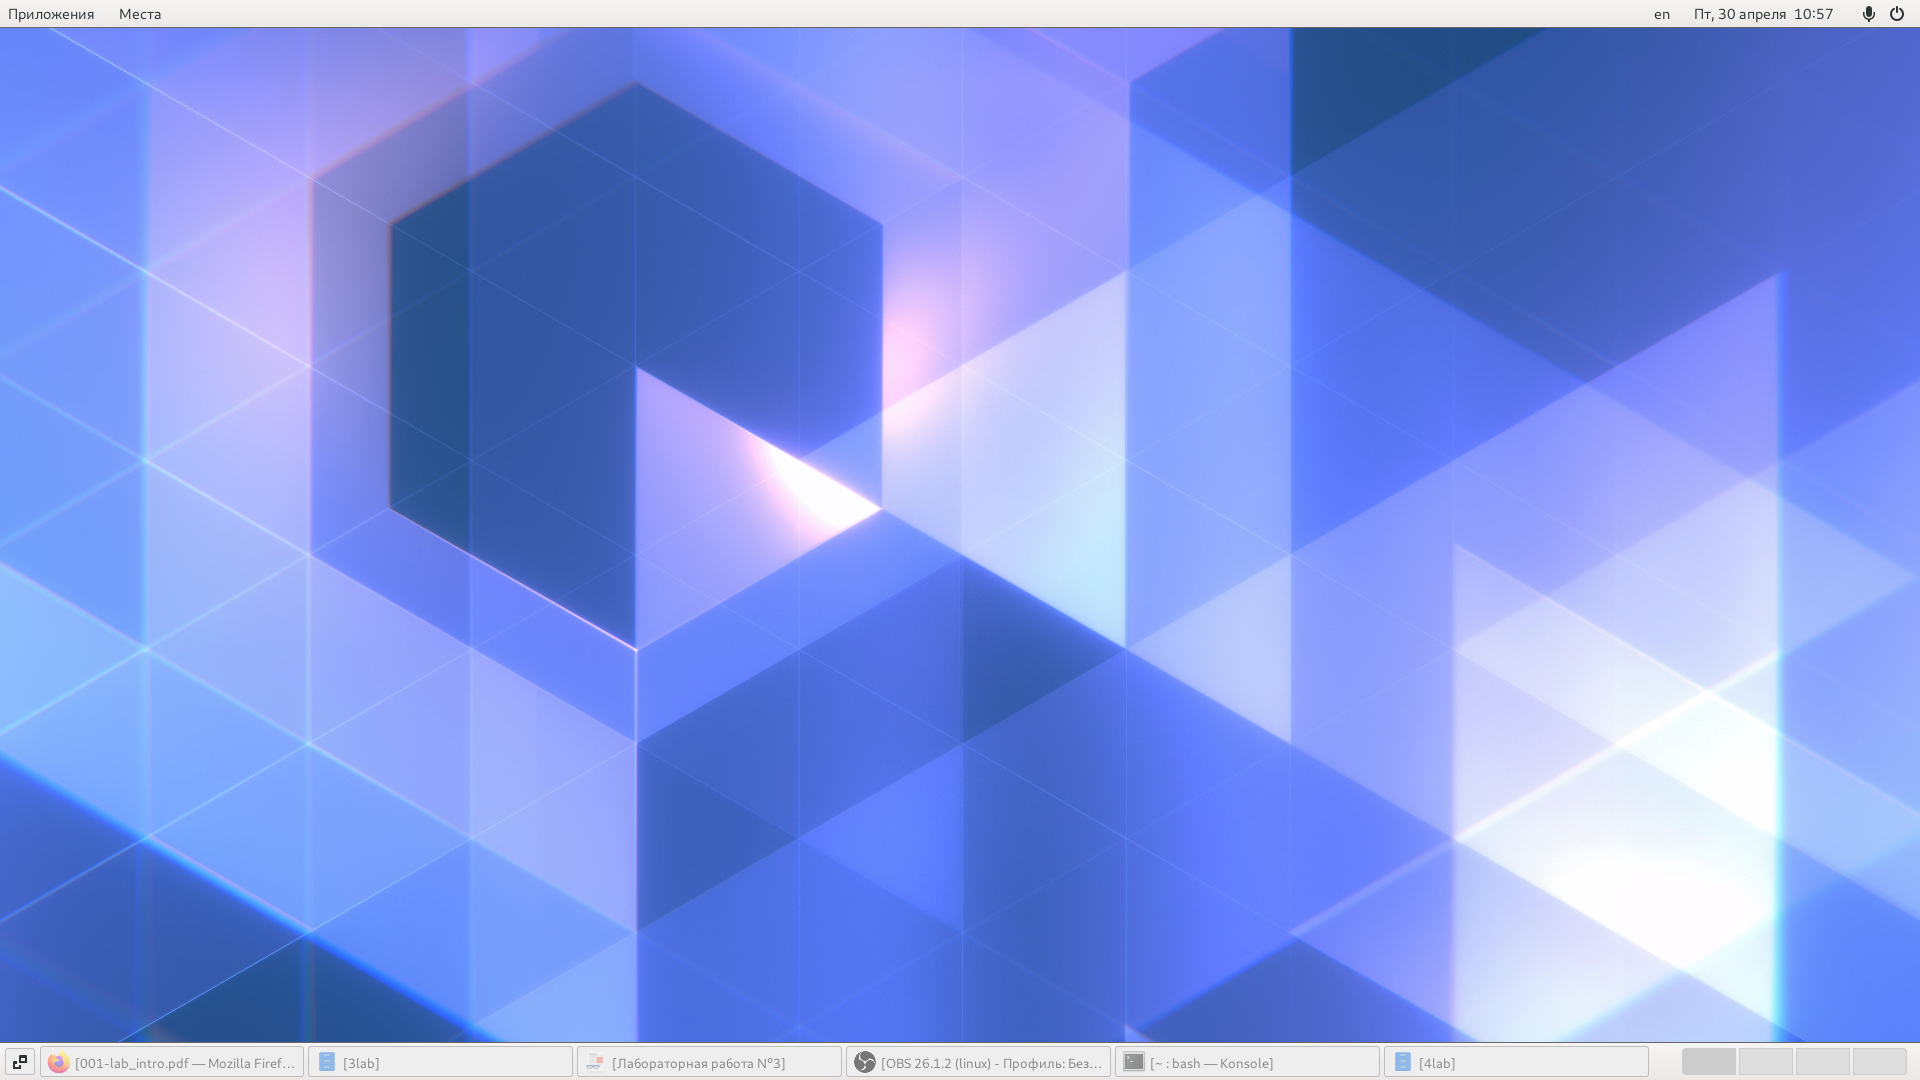 Приложения Места en Пт, 30 апреля 10:57
[001-lab_intro.pdf — Mozilla Firef… [3lab] [Лабораторная работа №3] [OBS 26.1.2 (linux) - Профиль: Без… [~ : bash — Konsole] [4lab]